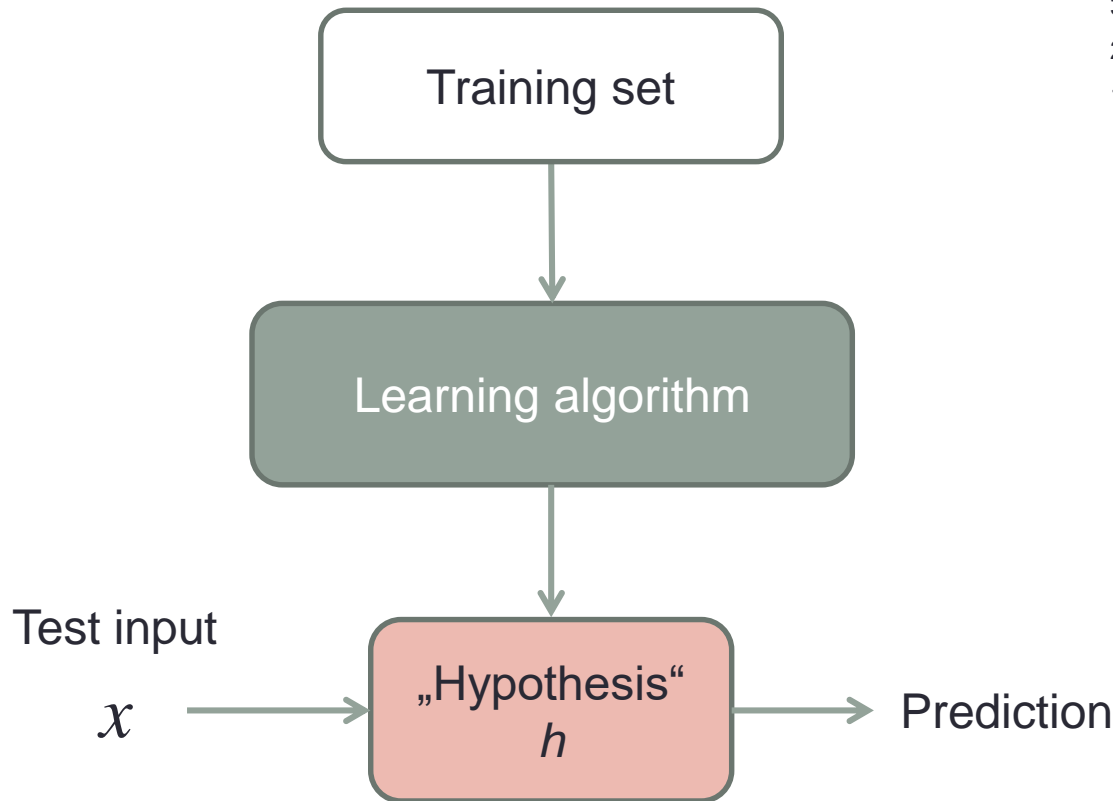 Training set
Learning algorithm
Test input
x
„Hypothesis“
h
Prediction